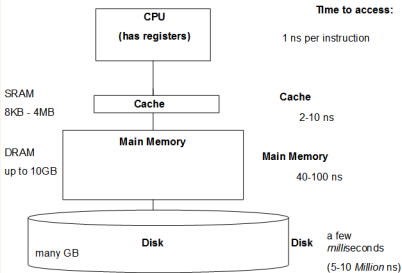 CPU
(has registers)
Time to access:
1 ns per instruction
SRAM
8KB - 4MB
Cache
Cache
2-10 ns
DRAM
up to 10GB
Main Memory
Main Memory
40-100 ns
many GB
Disk
Disk
a few
milliseconds
(5-10 Million ns)